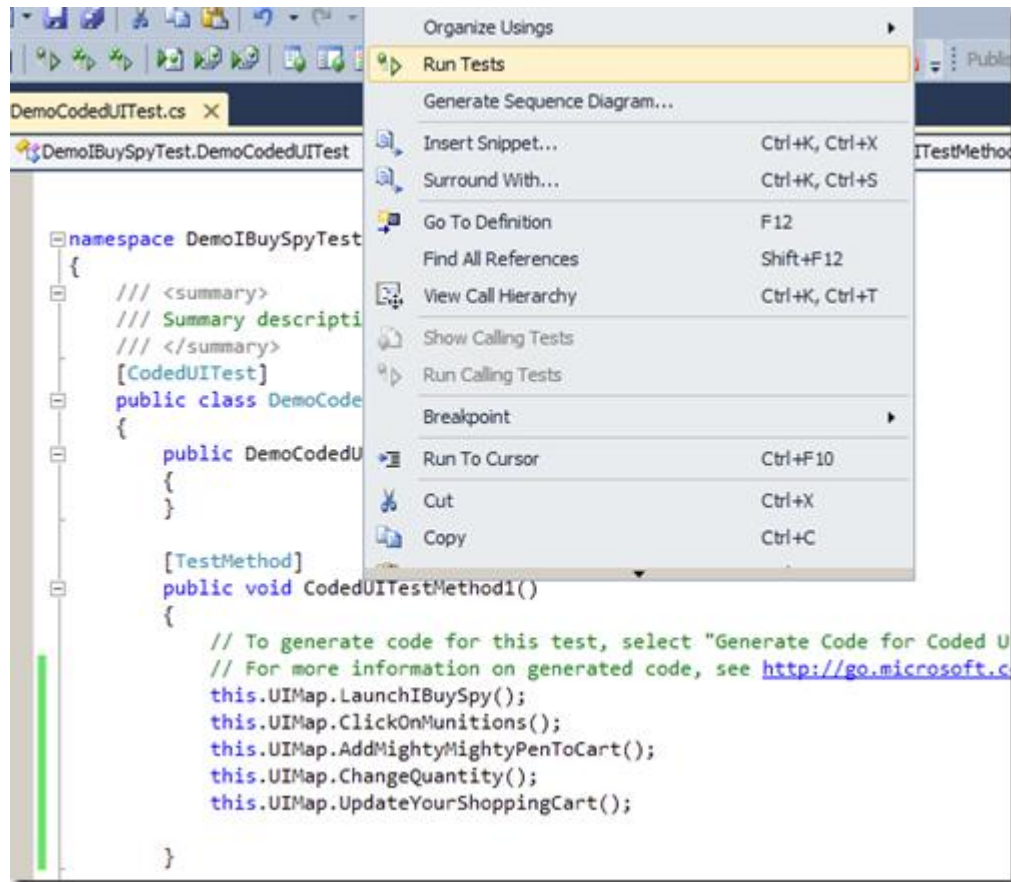 Organize Usings
Run Tests
Publis
Generate Sequence Diagram...
DemoCodedUITest.cs
Insert Snippet... Ctrl+K, Ctrl+X
DemoIBuySpyTest.DemoCodedUITest
ITestMethod
Surround With... Ctrl+K, Ctrl+S
Go To Definition F12
Find All References Shift+F12
View Call Hierarchy Ctrl+K, Ctrl+T
Show Calling Tests
Run Calling Tests
Breakpoint
Run To Cursor Ctrl+F10
Cut Ctrl+X
Copy Ctrl+C
namespace DemoIBuySpyTest
{
/// <summary>
/// Summary descripti
/// </summary>
[CodedUITest]
public class DemoCode
{
public DemoCodedU
{
}
[TestMethod]
public void CodedUITestMethod1()
{
// To generate code for this test, select "Generate Code for Coded U
// For more information on generated code, see http://go.microsoft.c
this.UIMap.LaunchIBuySpy();
this.UIMap.ClickOnMunitions();
this.UIMap.AddMightyMightyPenToCart();
this.UIMap.ChangeQuantity();
this.UIMap.UpdateYourShoppingCart();
}